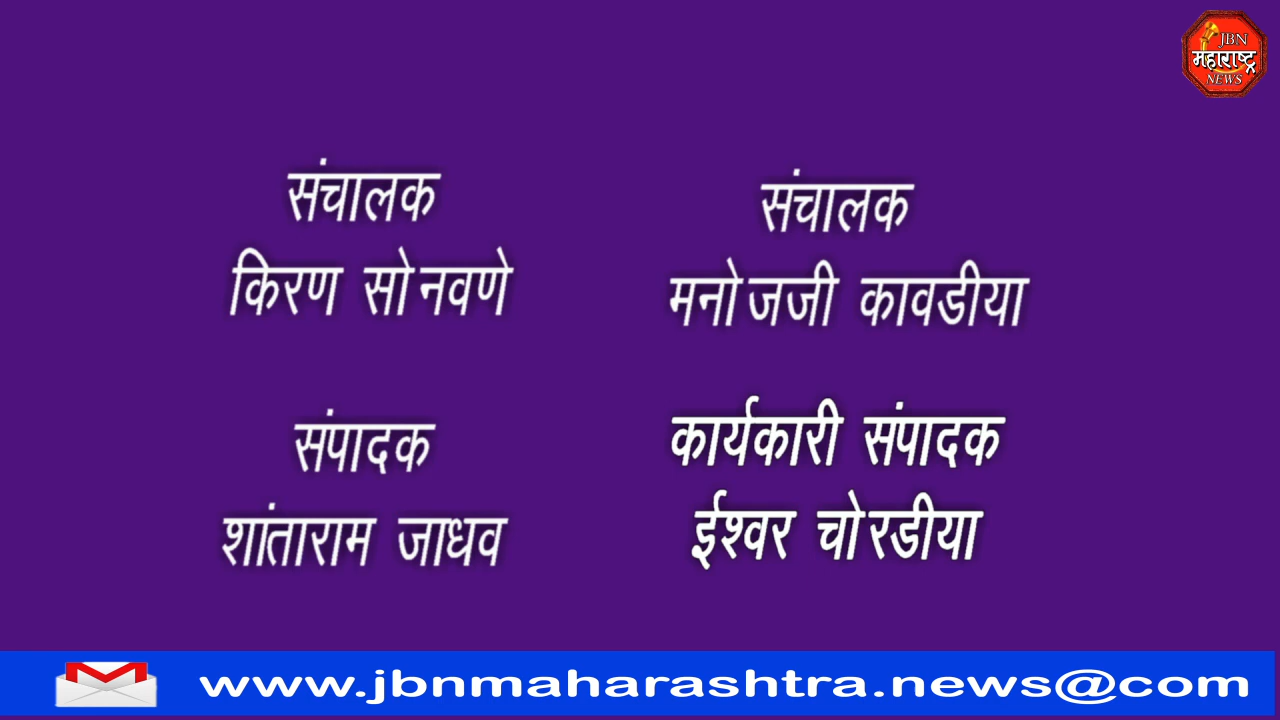 JBN
महाराष्ट्र
NEWS
संचालक
किरण सोनवणे
संचालक
मनोजजी कावडीया
संपादक
शांताराम जाधव
कार्यकारी संपादक
ईश्वर चोरडीया
www.jbnmaharashtra.news@com